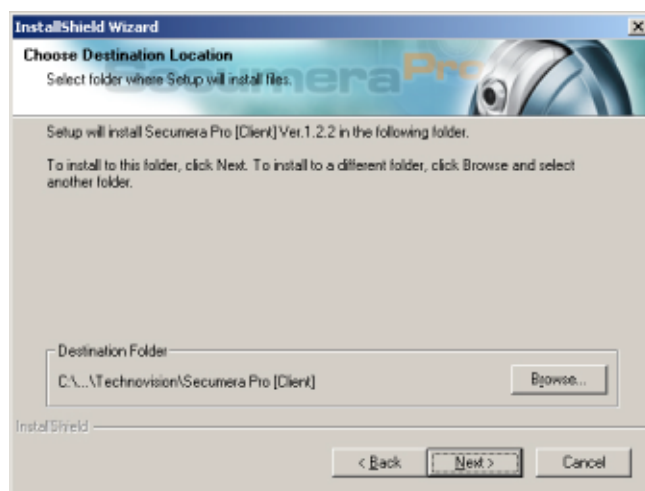 InstallShield Wizard
Choose Destination Location
Select folder where Setup will install files.
umera Pro
Setup will install Secumera Pro [Client] Ver.1.2.2 in the following folder.
To install to this folder, click Next. To install to a different folder, click Browse and select
another folder.
Destination Folder
C:\...\Technovision\Secumera Pro [Client]
Browse...
InstallShield
< Back
Next >
Cancel